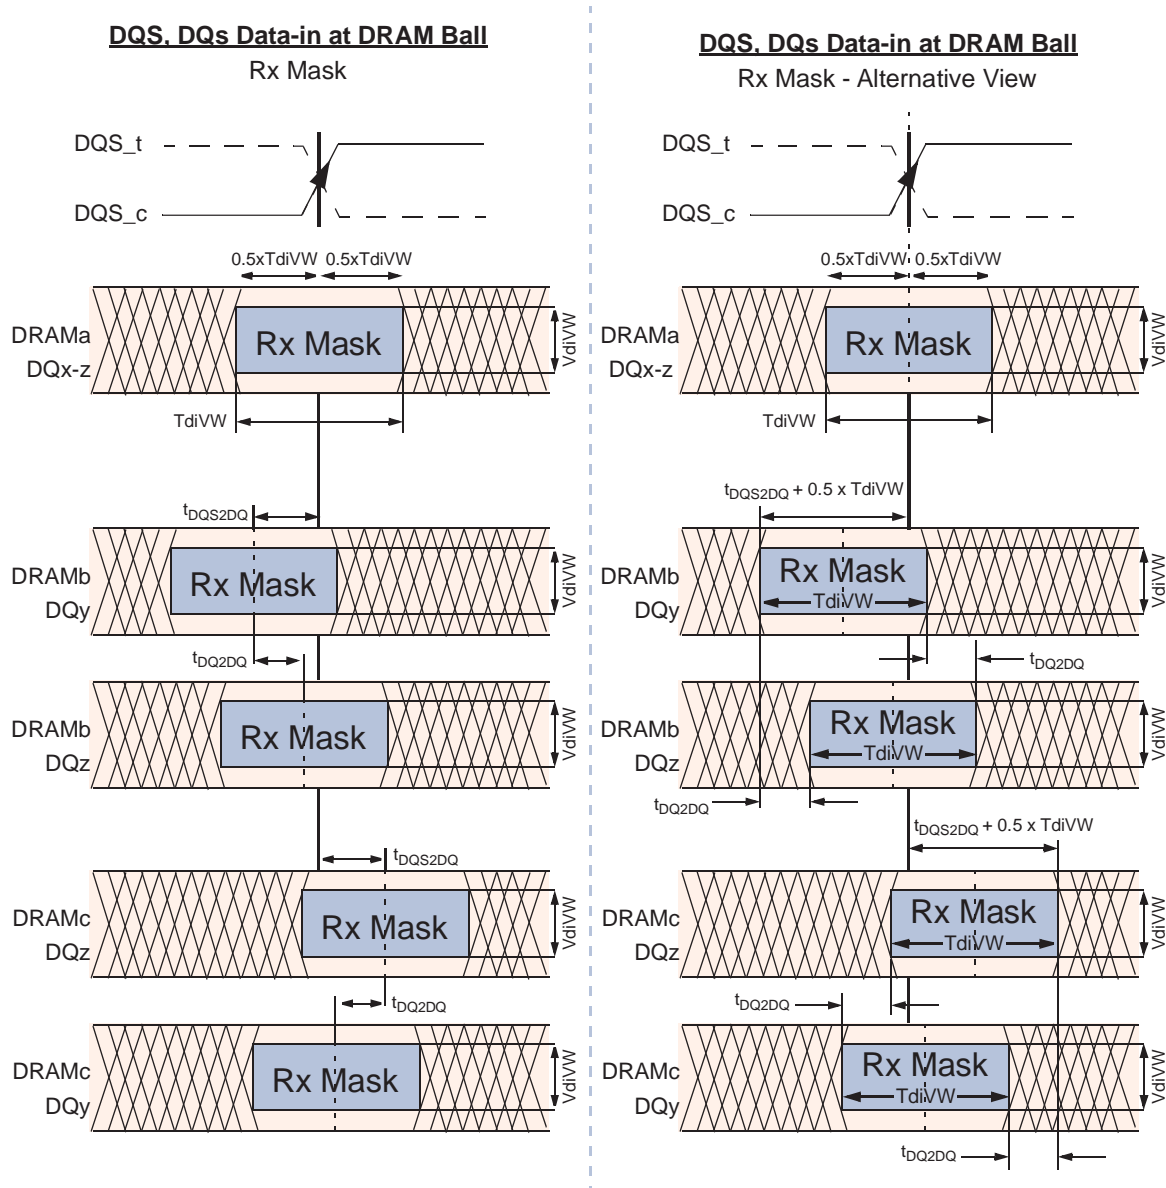 DQS, DQs Data-in at DRAM Ball
Rx Mask
DQS_t
DQS_c
0.5xTdiVW 0.5xTdiVW
DRAMa
DQx-z
Rx Mask
VdiVW
TdiVW
tDQS2DQ
DRAMb
DQy
Rx Mask
VdiVW
tDQ2DQ
DRAMb
DQz
Rx Mask
VdiVW
tDQS2DQ
DRAMc
DQz
Rx Mask
VdiVW
tDQ2DQ
DRAMc
DQy
Rx Mask
VdiVW
DQS, DQs Data-in at DRAM Ball
Rx Mask - Alternative View
DQS_t
DQS_c
0.5xTdiVW 0.5xTdiVW
DRAMa
DQx-z
Rx Mask
VdiVW
TdiVW
tDQS2DQ + 0.5 x TdiVW
DRAMb
DQy
Rx Mask
TdiVW
VdiVW
tDQ2DQ
DRAMb
DQz
Rx Mask
TdiVW
VdiVW
tDQ2DQ
tDQS2DQ + 0.5 x TdiVW
DRAMc
DQz
Rx Mask
TdiVW
VdiVW
tDQ2DQ
DRAMc
DQy
Rx Mask
TdiVW
VdiVW
tDQ2DQ